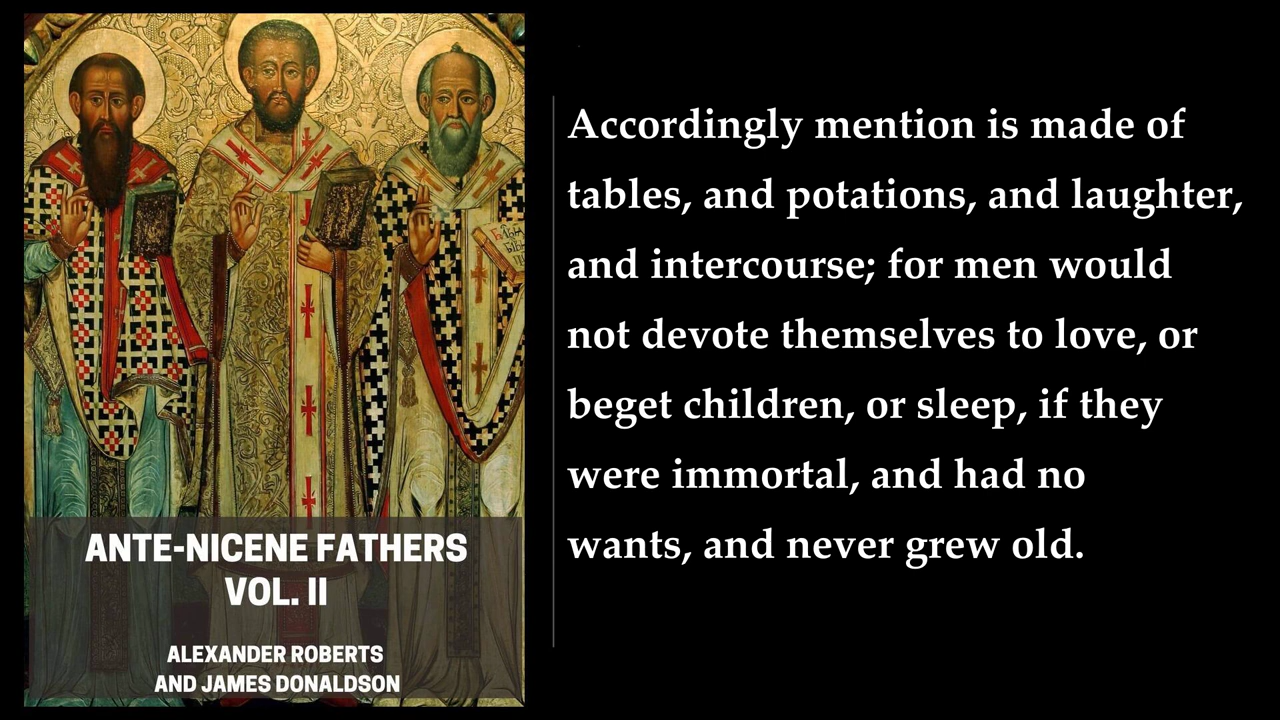 Accordingly mention is made of
tables, and potations, and laughter,
and intercourse; for men would
not devote themselves to love, or
beget children, or sleep, if they
were immortal, and had no
wants, and never grew old.
ANTE-NICENE FATHERS
VOL. II
ALEXANDER ROBERTS
AND JAMES DONALDSON